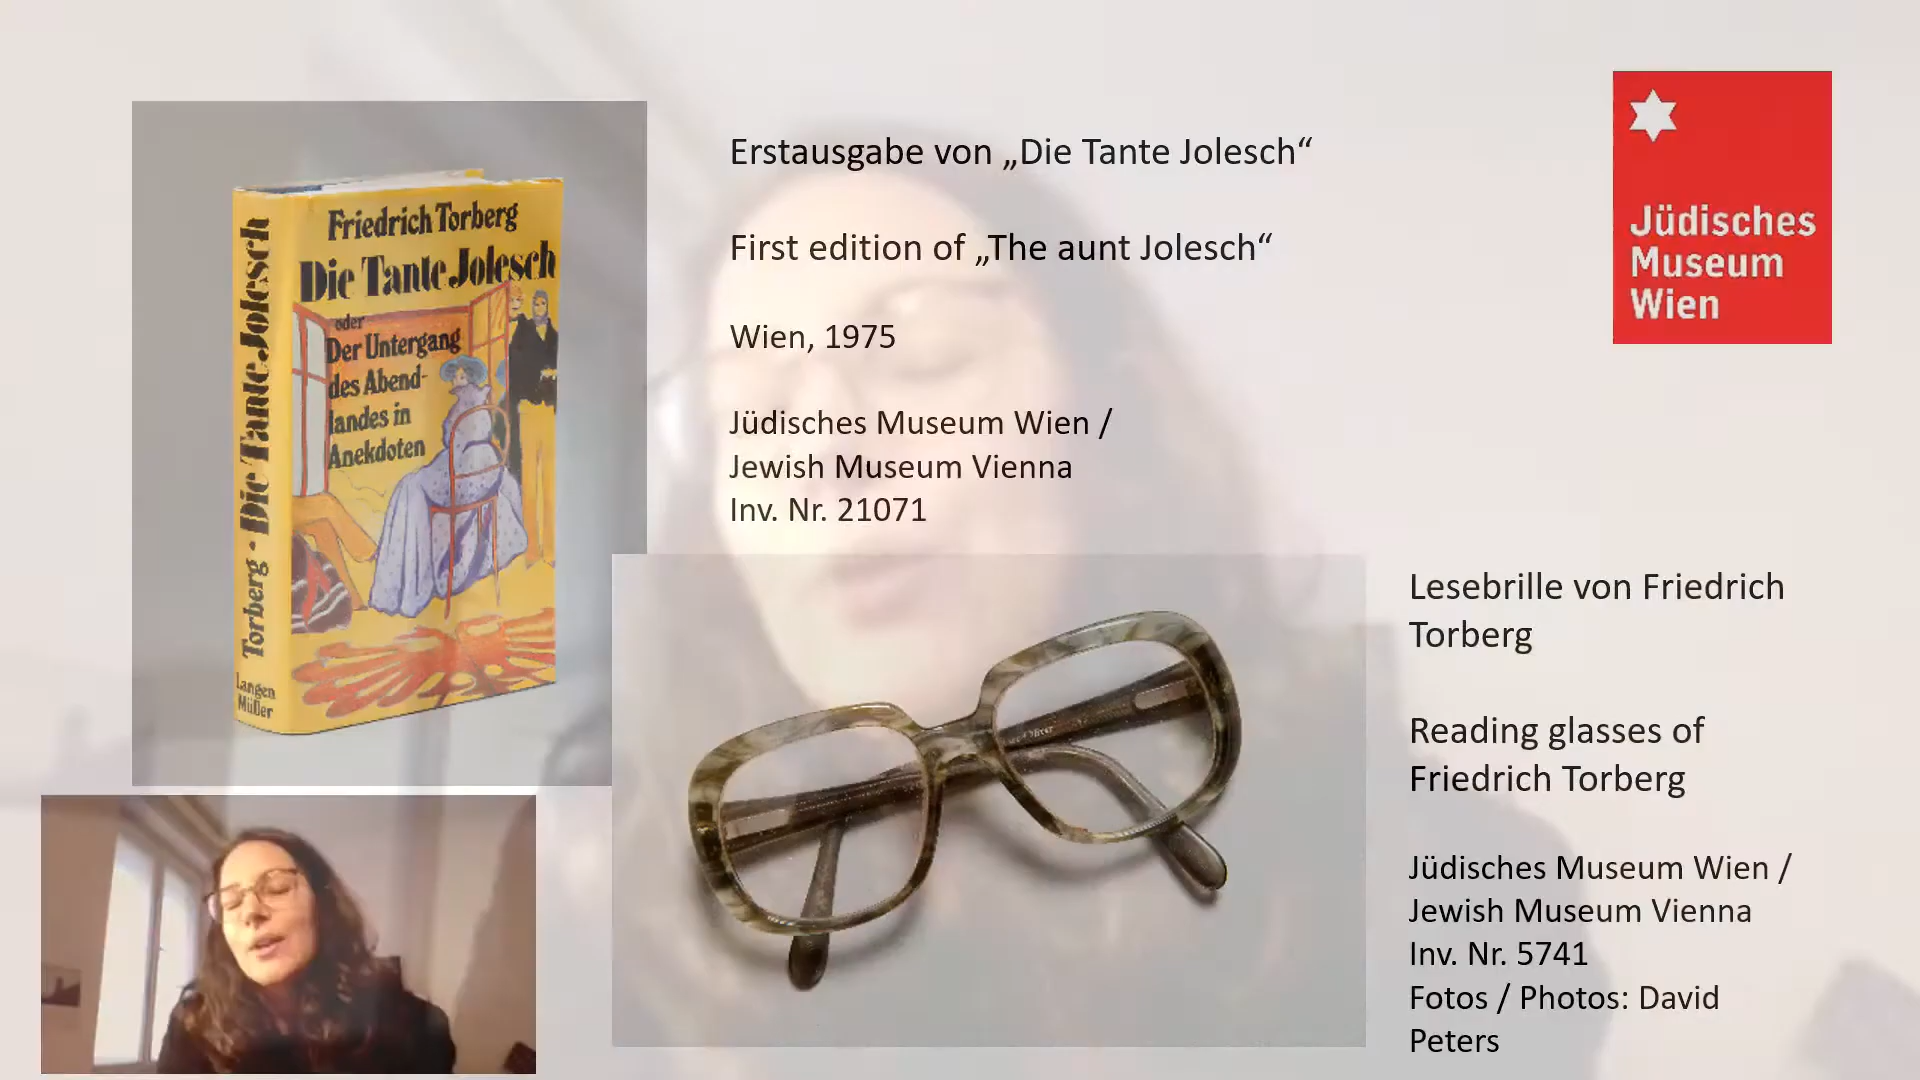 Friedrich Torberg
Die Tante Jolesch
oder
Der Untergang
des Abend-
landes in
Anekdoten
Torberg • Die Tante Jolesch
Langen
Müller
Erstausgabe von „Die Tante Jolesch“
First edition of „The aunt Jolesch“
Wien, 1975
Jüdisches Museum Wien /
Jewish Museum Vienna
Inv. Nr. 21071
Jüdisches
Museum
Wien
Lesebrille von Friedrich
Torberg
Reading glasses of
Friedrich Torberg
Jüdisches Museum Wien /
Jewish Museum Vienna
Inv. Nr. 5741
Fotos / Photos: David
Peters